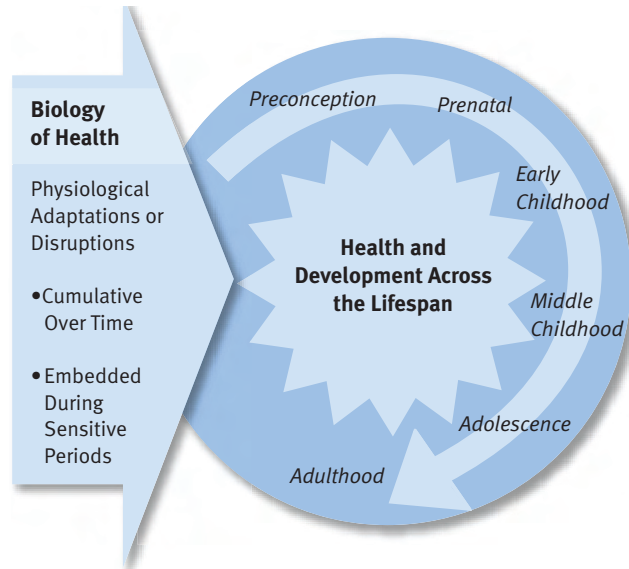 Biology
of Health
Physiological
Adaptations or
Disruptions
•Cumulative
Over Time
•Embedded
During
Sensitive
Periods
Preconception
Prenatal
Early
Childhood
Middle
Childhood
Adolescence
Adulthood
Health and
Development Across
the Lifespan